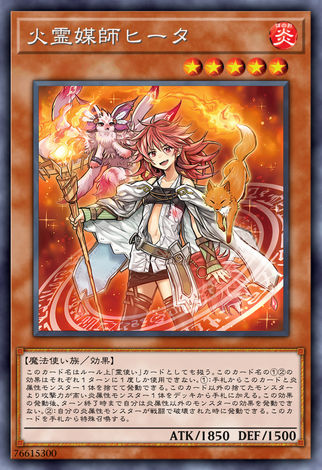 火霊媒師ヒータ
ほのお
炎
【魔法使い族／効果】
このカード名はルール上「霊使い」カードとしても扱う。このカード名の①②の
効果はそれぞれ１ターンに１度しか使用できない。①：手札からこのカードと炎
属性モンスター１体を捨てて発動できる。このカード以外の捨てたモンスター
より攻撃力が高い炎属性モンスター１体をデッキから手札に加える。この効果
の発動後、ターン終了時まで自分は炎属性以外のモンスターの効果を発動でき
ない。②：自分の炎属性モンスターが戦闘で破壊された時に発動できる。このカ
ードを手札から特殊召喚する。
ATK/1850 DEF/1500
76615300